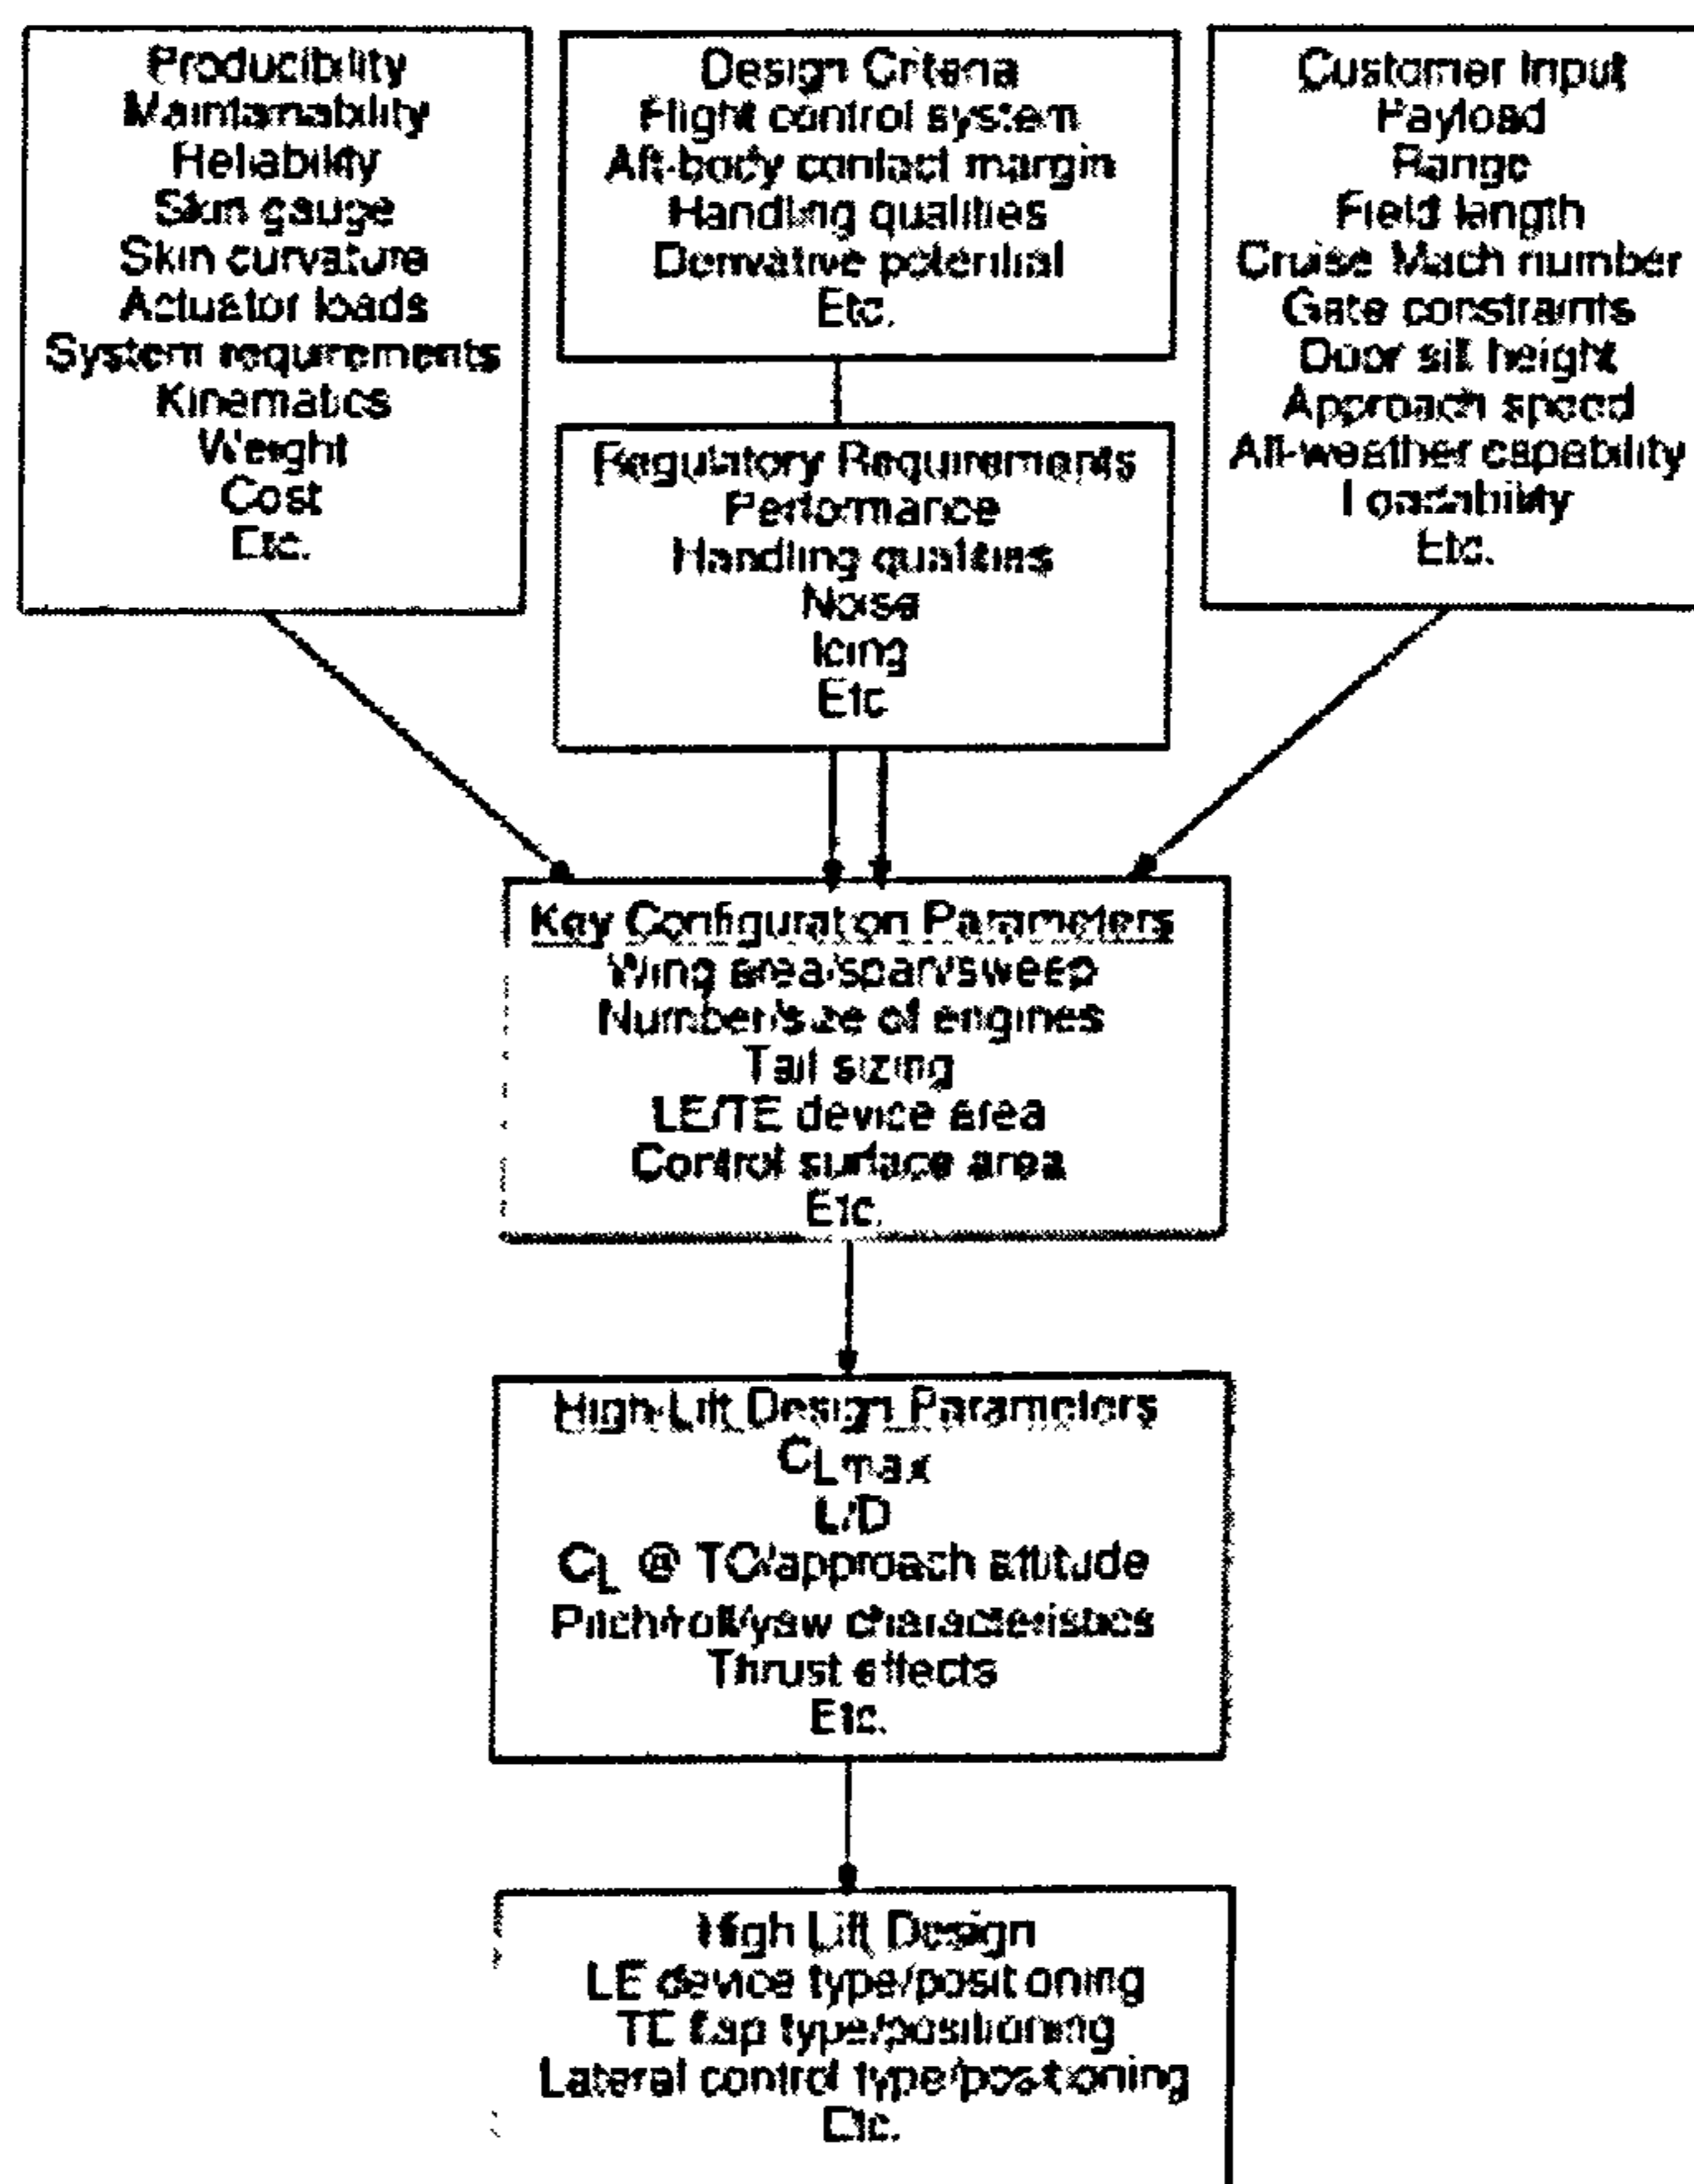 Producibility
Maintainability
Reliability
Skin gauge
Skin curvature
Actuator loads
System requirements
Kinematics
Weight
Cost
Etc.
Design Criteria
Flight control system
Aft-body contact margin
Handling qualities
Derivative potential
Etc.
Regulatory Requirements
Performance
Handling qualities
Noise
Icing
Etc
Customer Input
Payload
Range
Field length
Cruise Mach number
Gate constraints
Door sill height
Approach speed
All-weather capability
Loadability
Etc.
Key Configuration Parameters
Wing area/span/sweep
Number/size of engines
Tail sizing
LE/TE device area
Control surface area
Etc.
High-Lift Design Parameters
CLmax
L/D
CL @ TO/approach attitude
Pitch/roll/yaw characteristics
Thrust effects
Etc.
High Lift Design
LE device type/positioning
TE flap type/positioning
Lateral control type/positioning
Etc.